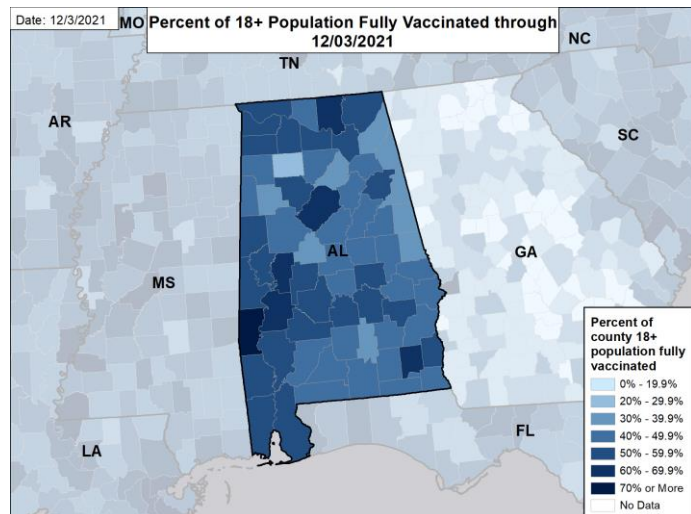 Date: 12/3/2021
Percent of 18+ Population Fully Vaccinated through
12/03/2021
MO
NC
TN
AR
SC
AL
MS
GA
LA
FL
Percent of
county 18+
population fully
vaccinated
0% - 19.9%
20% - 29.9%
30% - 39.9%
40% - 49.9%
50% - 59.9%
60% - 69.9%
70% or More
No Data